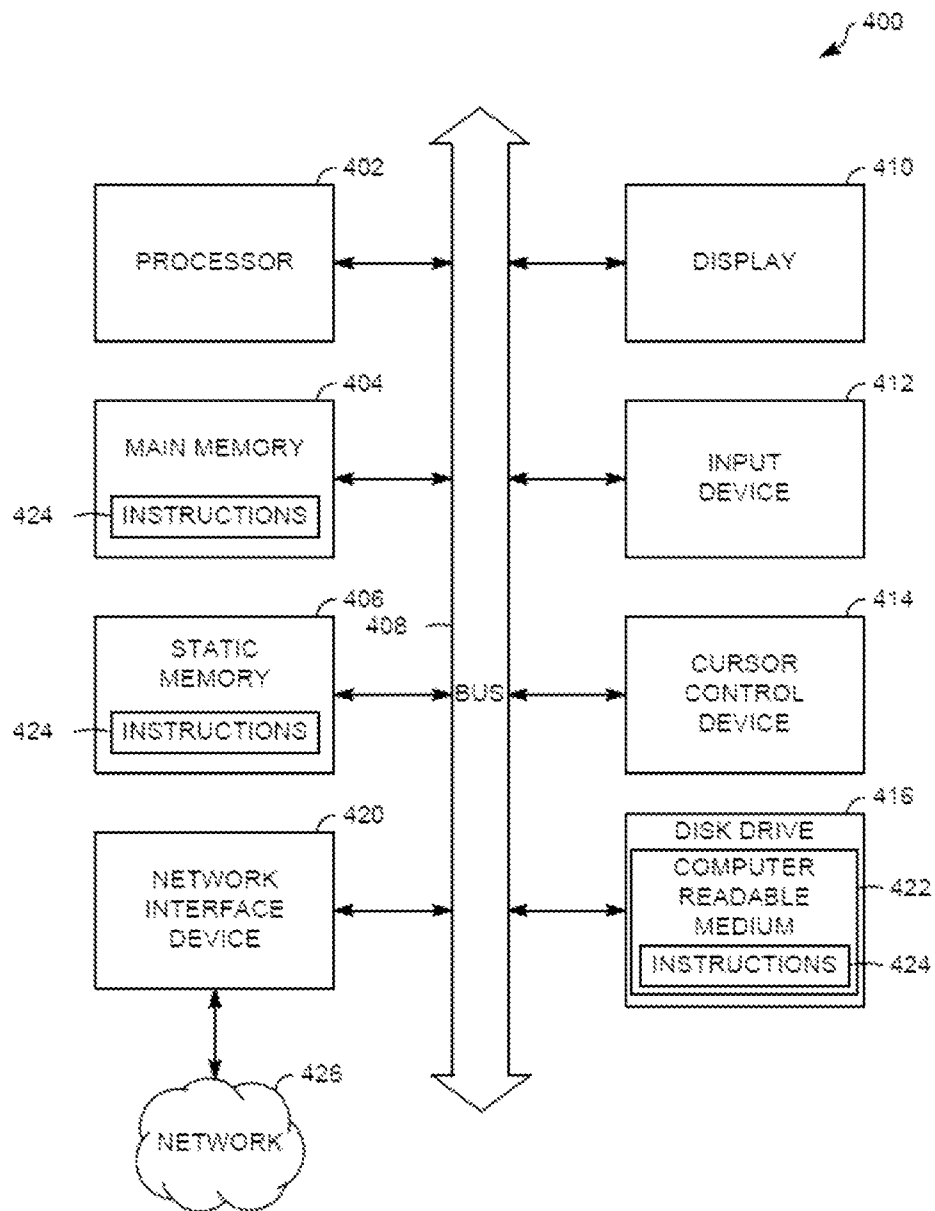 400
402
PROCESSOR
410
DISPLAY
404
MAIN MEMORY
424
INSTRUCTIONS
412
INPUT
DEVICE
406
STATIC
MEMORY
424
INSTRUCTIONS
408
BUS
414
CURSOR
CONTROL
DEVICE
420
NETWORK
INTERFACE
DEVICE
416
DISK DRIVE
COMPUTER
READABLE
MEDIUM
422
INSTRUCTIONS
424
426
NETWORK